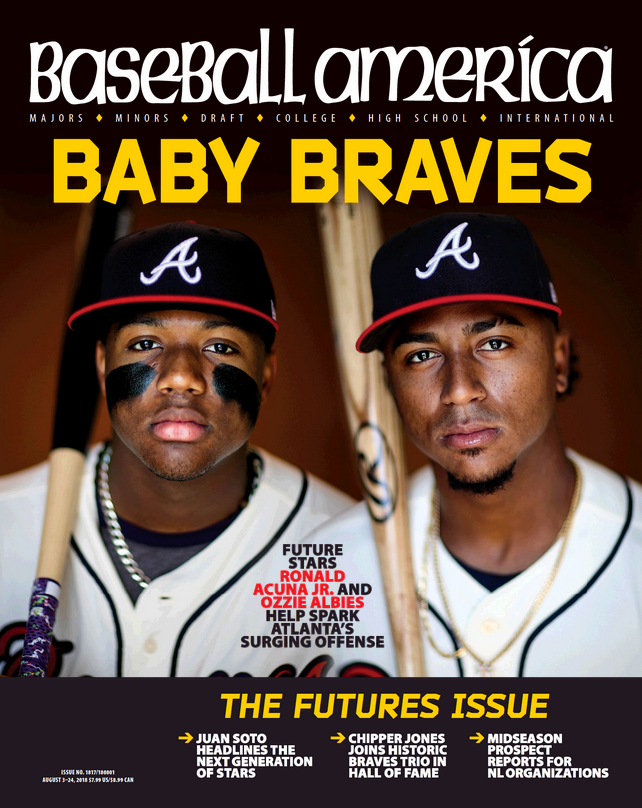 BaseBall america
MAJORS ♦ MINORS ♦ DRAFT ♦ COLLEGE ♦ HIGH SCHOOL ♦ INTERNATIONAL
BABY BRAVES
A
A
FUTURE
STARS
RONALD
ACUNA JR. AND
OZZIE ALBIES
HELP SPARK
ATLANTA'S
SURGING OFFENSE
THE FUTURES ISSUE
→ JUAN SOTO
HEADLINES THE
NEXT GENERATION
OF STARS
→ CHIPPER JONES
JOINS HISTORIC
BRAVES TRIO IN
HALL OF FAME
→ MIDSEASON
PROSPECT
REPORTS FOR
NL ORGANIZATIONS
ISSUE NO. 1817/180801
AUGUST 3–24, 2018 $7.99 US/$8.99 CAN